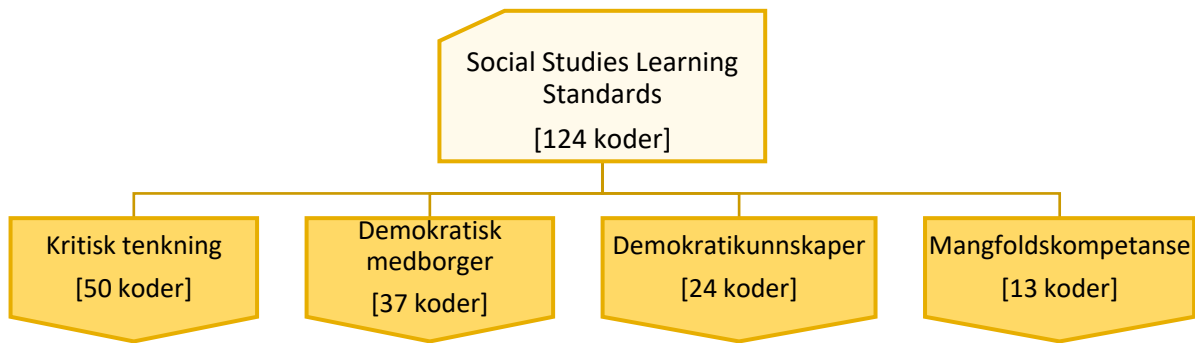 Social Studies Learning
Standards
[124 koder]
Kritisk tenkning
[50 koder]
Demokratisk
medborger
[37 koder]
Demokratikunnskaper
[24 koder]
Mangfoldskompetanse
[13 koder]